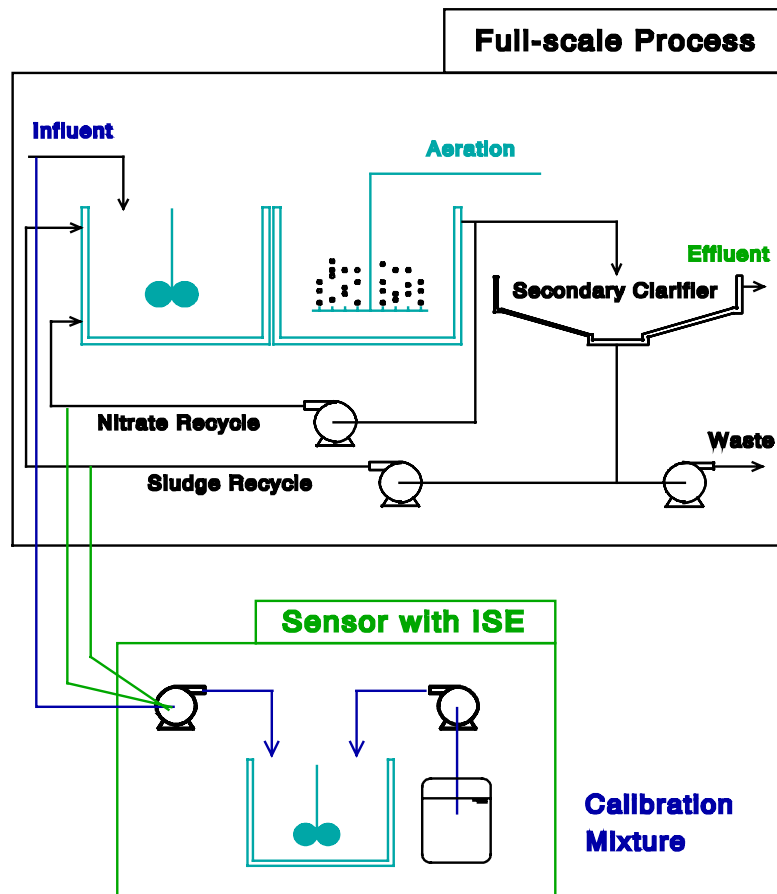 Full-scale Process
Influent
Aeration
Effluent
Secondary Clarifier
Nitrate Recycle
Waste
Sludge Recycle
Sensor with ISE
Calibration
Mixture